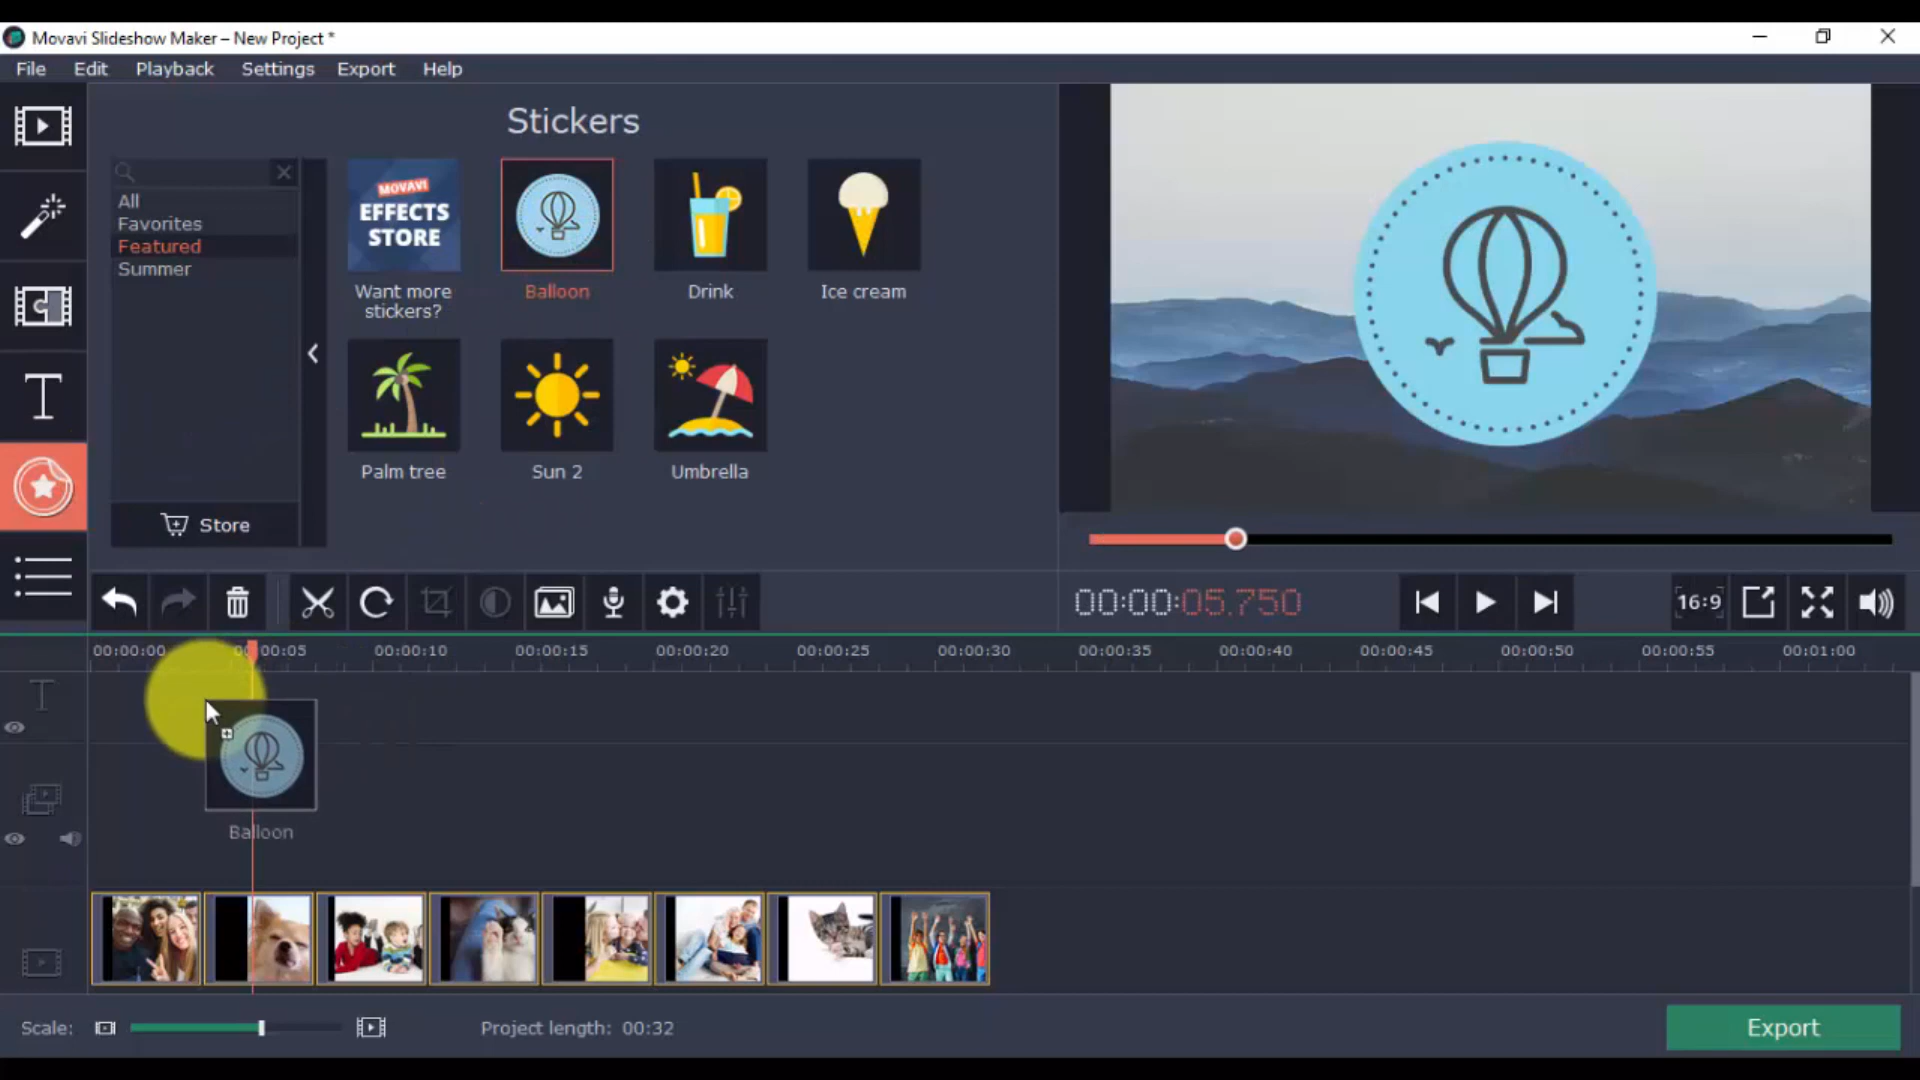 Movavi Slideshow Maker – New Project *
File Edit Playback Settings Export Help
Stickers
All
Favorites
Featured
Summer
Store
MOVAVI
EFFECTS
STORE
Want more
stickers?
Balloon
Drink
Ice cream
Palm tree
Sun 2
Umbrella
00:00:05.750
16:9
00:00:00 00:00:05 00:00:10 00:00:15 00:00:20 00:00:25 00:00:30 00:00:35 00:00:40 00:00:45 00:00:50 00:00:55 00:01:00
Balloon
Scale:
Project length: 00:32
Export